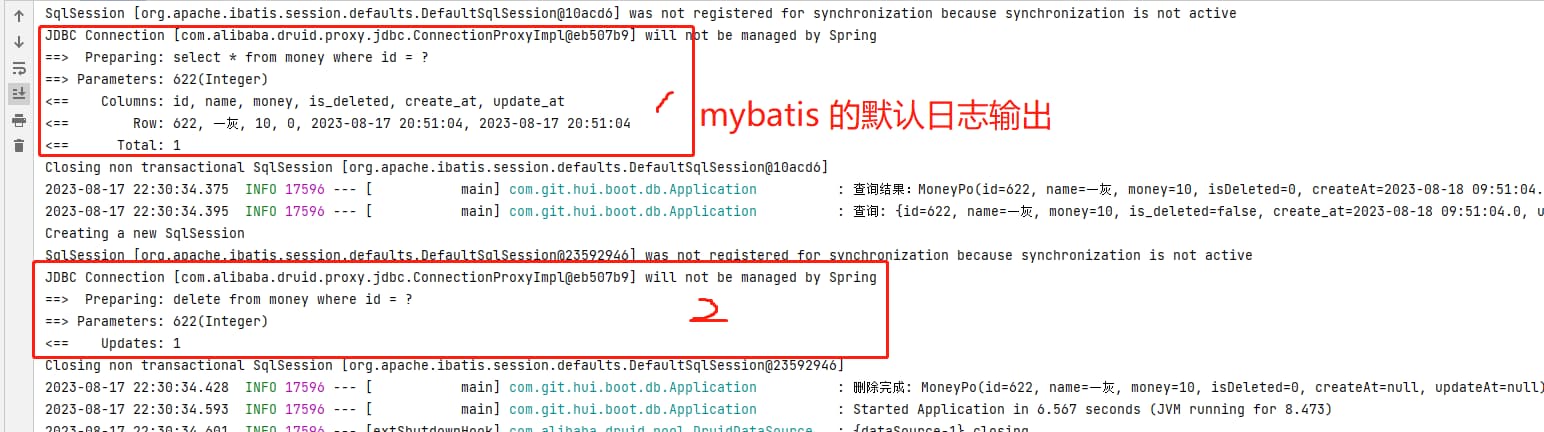 SqlSession [org.apache.ibatis.session.defaults.DefaultSqlSession@10acd6] was not registered for synchronization because synchronization is not active
JDBC Connection [com.alibaba.druid.proxy.jdbc.ConnectionProxyImpl@eb507b9] will not be managed by Spring
==>  Preparing: select * from money where id = ?
==> Parameters: 622(Integer)
<==    Columns: id, name, money, is_deleted, create_at, update_at
<==        Row: 622, 一灰, 10, 0, 2023-08-17 20:51:04, 2023-08-17 20:51:04
<==      Total: 1
1 mybatis 的默认日志输出
Closing non transactional SqlSession [org.apache.ibatis.session.defaults.DefaultSqlSession@10acd6]
2023-08-17 22:30:34.375  INFO 17596 --- [           main] com.git.hui.boot.db.Application          : 查询结果: MoneyPo(id=622, name=一灰, money=10, isDeleted=0, createAt=2023-08-18 09:51:04.
2023-08-17 22:30:34.395  INFO 17596 --- [           main] com.git.hui.boot.db.Application          : 查询: {id=622, name=一灰, money=10, is_deleted=false, create_at=2023-08-18 09:51:04.0, u
Creating a new SqlSession
SqlSession [org.apache.ibatis.session.defaults.DefaultSqlSession@23592946] was not registered for synchronization because synchronization is not active
JDBC Connection [com.alibaba.druid.proxy.jdbc.ConnectionProxyImpl@eb507b9] will not be managed by Spring
==>  Preparing: delete from money where id = ?
==> Parameters: 622(Integer)
<==    Updates: 1
2
Closing non transactional SqlSession [org.apache.ibatis.session.defaults.DefaultSqlSession@23592946]
2023-08-17 22:30:34.428  INFO 17596 --- [           main] com.git.hui.boot.db.Application          : 删除完成: MoneyPo(id=622, name=一灰, money=10, isDeleted=0, createAt=null, updateAt=null)
2023-08-17 22:30:34.593  INFO 17596 --- [           main] com.git.hui.boot.db.Application          : Started Application in 6.567 seconds (JVM running for 8.473)
2023-08-17 22:30:34.601  INFO 17596 --- [extShutdownHook] com.alibaba.druid.pool.DruidDataSource   : {dataSource-1} closing